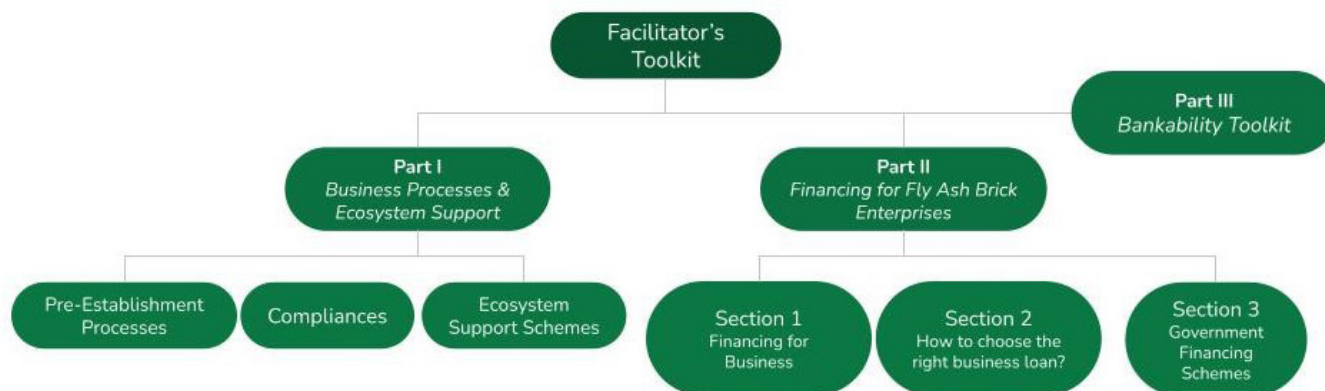 Facilitator’s
Toolkit
Part III
Bankability Toolkit
Part I
Business Processes &
Ecosystem Support
Part II
Financing for Fly Ash Brick
Enterprises
Pre-Establishment
Processes
Compliances
Ecosystem
Support Schemes
Section 1
Financing for
Business
Section 2
How to choose the
right business loan?
Section 3
Government
Financing
Schemes